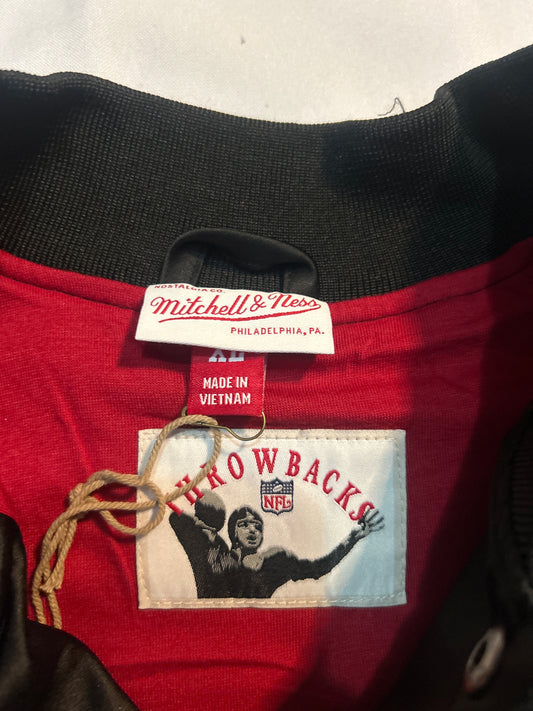 NOSTALGIA CO.
Mitchell & Ness
PHILADELPHIA, PA.
XL
MADE IN
VIETNAM
THROWBACKS
NFL